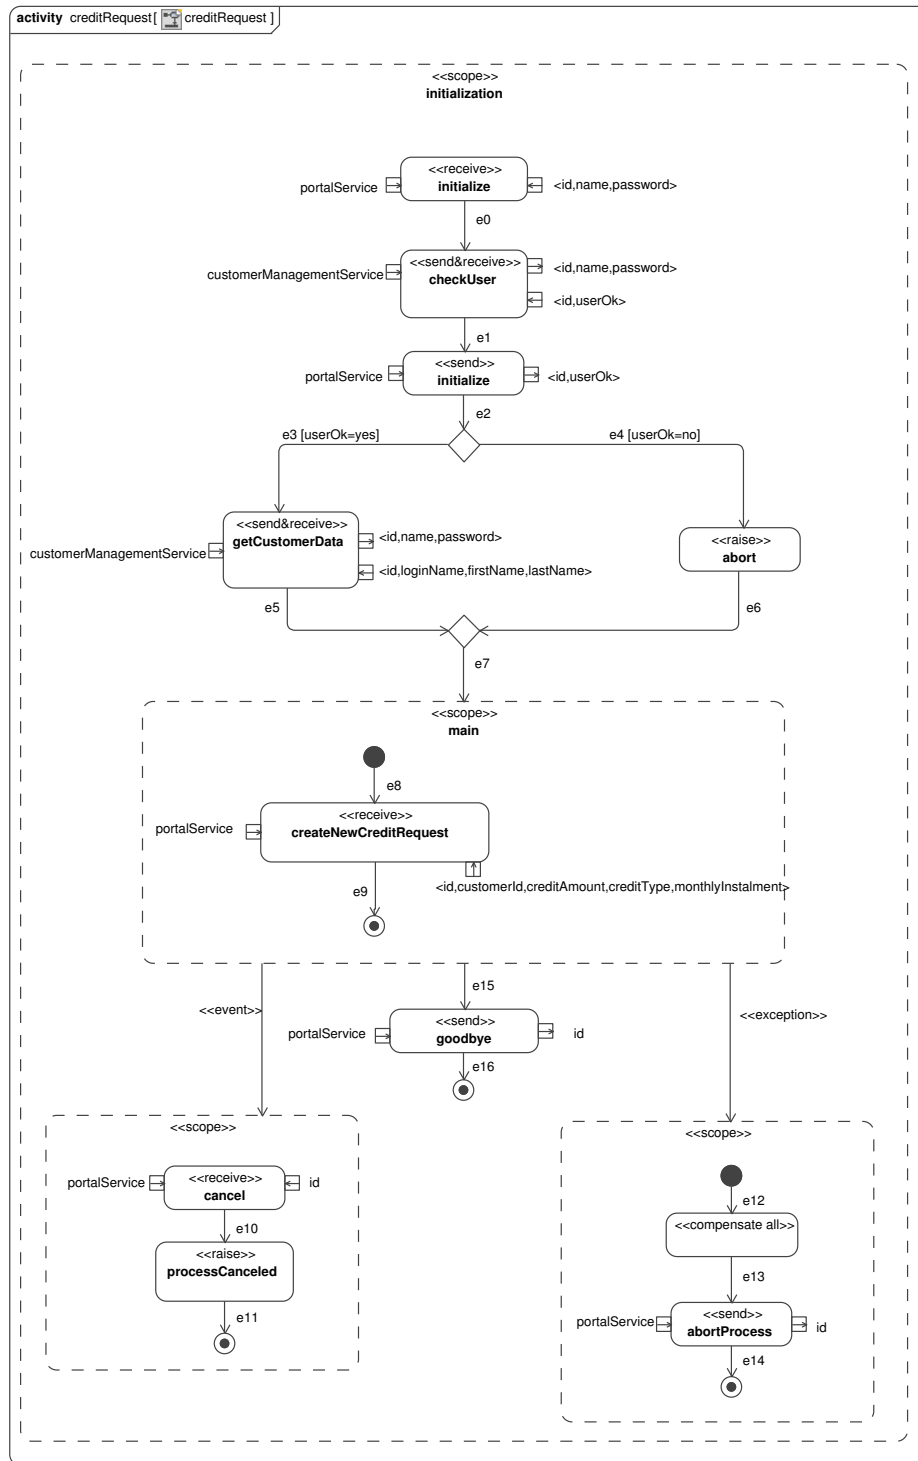 activity creditRequest[ creditRequest ]
<<scope>>
initialization
<<receive>>
initialize
portalService
<id,name,password>
e0
<<send&receive>>
checkUser
customerManagementService
<id,name,password>
<id,userOk>
e1
<<send>>
initialize
portalService
<id,userOk>
e2
e3 [userOk=yes]
e4 [userOk=no]
<<send&receive>>
getCustomerData
customerManagementService
<id,name,password>
<id,loginName,firstName,lastName>
<<raise>>
abort
e5
e6
e7
<<scope>>
main
e8
<<receive>>
createNewCreditRequest
portalService
<id,customerId,creditAmount,creditType,monthlyInstalment>
e9
e15
<<event>>
<<exception>>
<<send>>
goodbye
portalService
id
e16
<<scope>>
<<receive>>
cancel
portalService
id
e10
<<raise>>
processCanceled
e11
<<scope>>
e12
<<compensate all>>
e13
<<send>>
abortProcess
portalService
id
e14